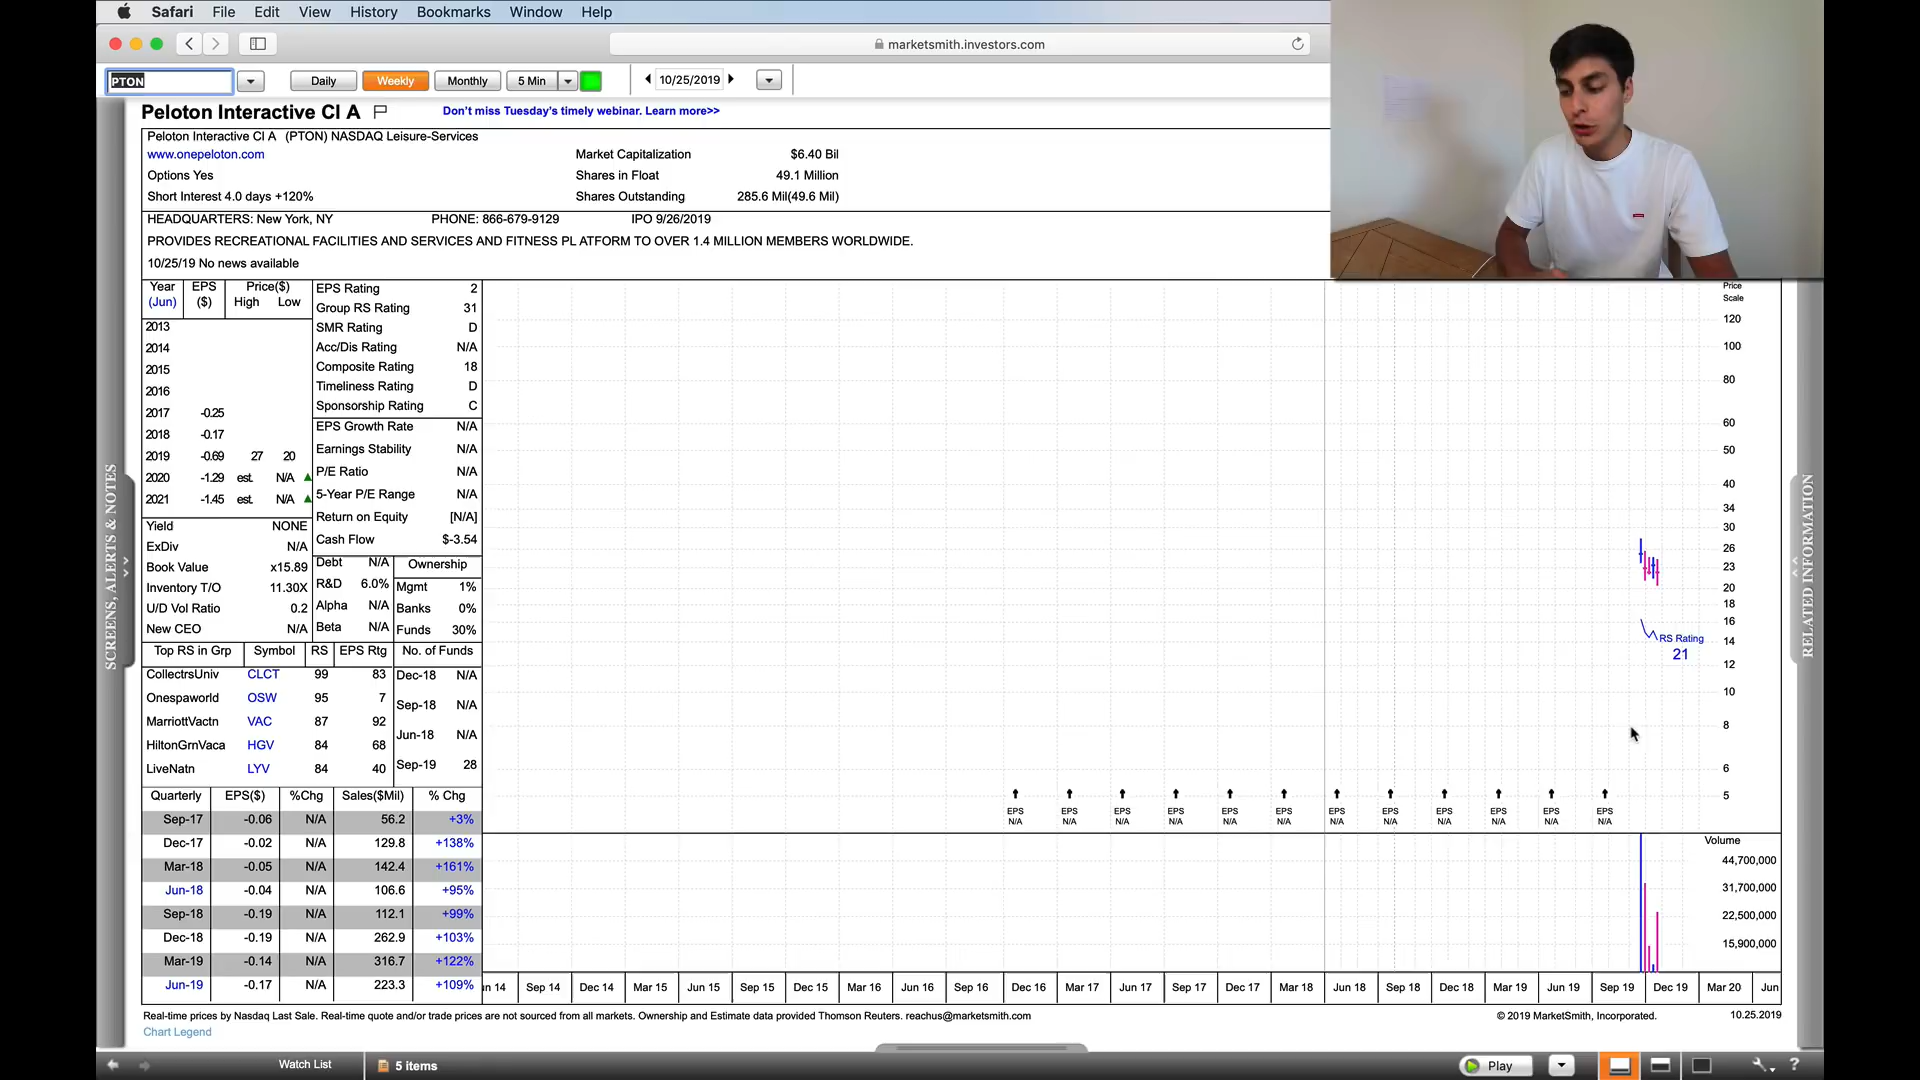 Safari File Edit View History Bookmarks Window Help
marketsmith.investors.com
PTON Daily Weekly Monthly 5 Min 10/25/2019
Peloton Interactive Cl A Don't miss Tuesday's timely webinar. Learn more>>
Peloton Interactive Cl A (PTON) NASDAQ Leisure-Services
www.onepeloton.com Market Capitalization $6.40 Bil
Options Yes Shares in Float 49.1 Million
Short Interest 4.0 days +120% Shares Outstanding 285.6 Mil(49.6 Mil)
HEADQUARTERS: New York, NY PHONE: 866-679-9129 IPO 9/26/2019
PROVIDES RECREATIONAL FACILITIES AND SERVICES AND FITNESS PL ATFORM TO OVER 1.4 MILLION MEMBERS WORLDWIDE.
10/25/19 No news available
SCREENS, ALERTS & NOTES
Year EPS Price($)
(Jun) ($) High Low
2013
2014
2015
2016
2017 -0.25
2018 -0.17
2019 -0.69 27 20
2020 -1.29 est. N/A
2021 -1.45 est. N/A
Yield NONE
ExDiv N/A
Book Value x15.89
Inventory T/O 11.30X
U/D Vol Ratio 0.2
New CEO N/A
EPS Rating 2
Group RS Rating 31
SMR Rating D
Acc/Dis Rating N/A
Composite Rating 18
Timeliness Rating D
Sponsorship Rating C
EPS Growth Rate N/A
Earnings Stability N/A
P/E Ratio N/A
5-Year P/E Range N/A
Return on Equity [N/A]
Cash Flow $-3.54
Debt N/A
R&D 6.0%
Alpha N/A
Beta N/A
Ownership
Mgmt 1%
Banks 0%
Funds 30%
Top RS in Grp Symbol RS EPS Rtg
CollectrsUniv CLCT 99 83
Onespaworld OSW 95 7
MarriottVactn VAC 87 92
HiltonGrnVaca HGV 84 68
LiveNatn LYV 84 40
No. of Funds
Dec-18 N/A
Sep-18 N/A
Jun-18 N/A
Sep-19 28
Quarterly EPS($) %Chg Sales($Mil) % Chg
Sep-17 -0.06 N/A 56.2 +3%
Dec-17 -0.02 N/A 129.8 +138%
Mar-18 -0.05 N/A 142.4 +161%
Jun-18 -0.04 N/A 106.6 +95%
Sep-18 -0.19 N/A 112.1 +99%
Dec-18 -0.19 N/A 262.9 +103%
Mar-19 -0.14 N/A 316.7 +122%
Jun-19 -0.17 N/A 223.3 +109%
Price
Scale
120
100
80
60
50
40
34
30
26
23
20
18
16
14
12
10
8
6
5
RS Rating
21
EPS EPS EPS EPS EPS EPS EPS EPS EPS EPS EPS EPS
N/A N/A N/A N/A N/A N/A N/A N/A N/A N/A N/A N/A
Volume
44,700,000
31,700,000
22,500,000
15,900,000
un 14 Sep 14 Dec 14 Mar 15 Jun 15 Sep 15 Dec 15 Mar 16 Jun 16 Sep 16 Dec 16 Mar 17 Jun 17 Sep 17 Dec 17 Mar 18 Jun 18 Sep 18 Dec 18 Mar 19 Jun 19 Sep 19 Dec 19 Mar 20 Jun
RELATED INFORMATION
Real-time prices by Nasdaq Last Sale. Real-time quote and/or trade prices are not sourced from all markets. Ownership and Estimate data provided Thomson Reuters. reachus@marketsmith.com © 2019 MarketSmith, Incorporated. 10.25.2019
Chart Legend
Watch List 5 items Play ?